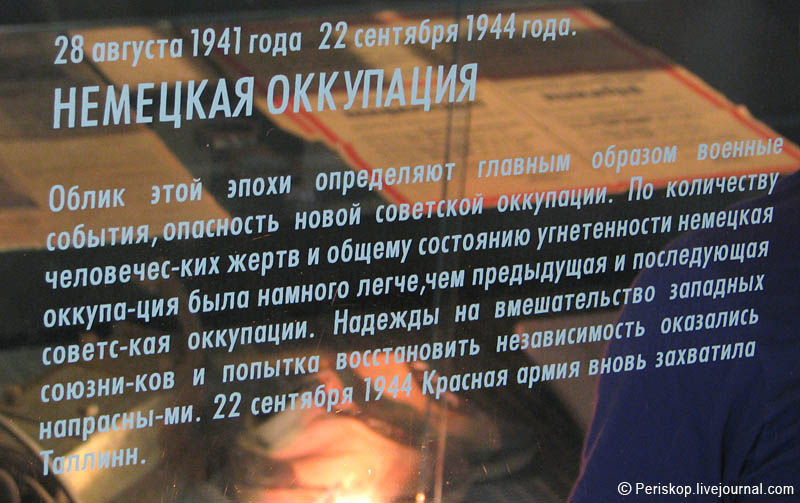 28 августа 1941 года 22 сентября 1944 года.
НЕМЕЦКАЯ ОККУПАЦИЯ
Облик этой эпохи определяют главным образом военные
события, опасность новой советской оккупации. По количеству
человечес-ких жертв и общему состоянию угнетенности немецкая
оккупа-ция была намного легче,чем предыдущая и последующая
советс-кая оккупации. Надежды на вмешательство западных
союзни-ков и попытка восстановить независимость оказались
напрасны-ми. 22 сентября 1944 Красная армия вновь захватила
Таллинн.
© Periskop.livejournal.com